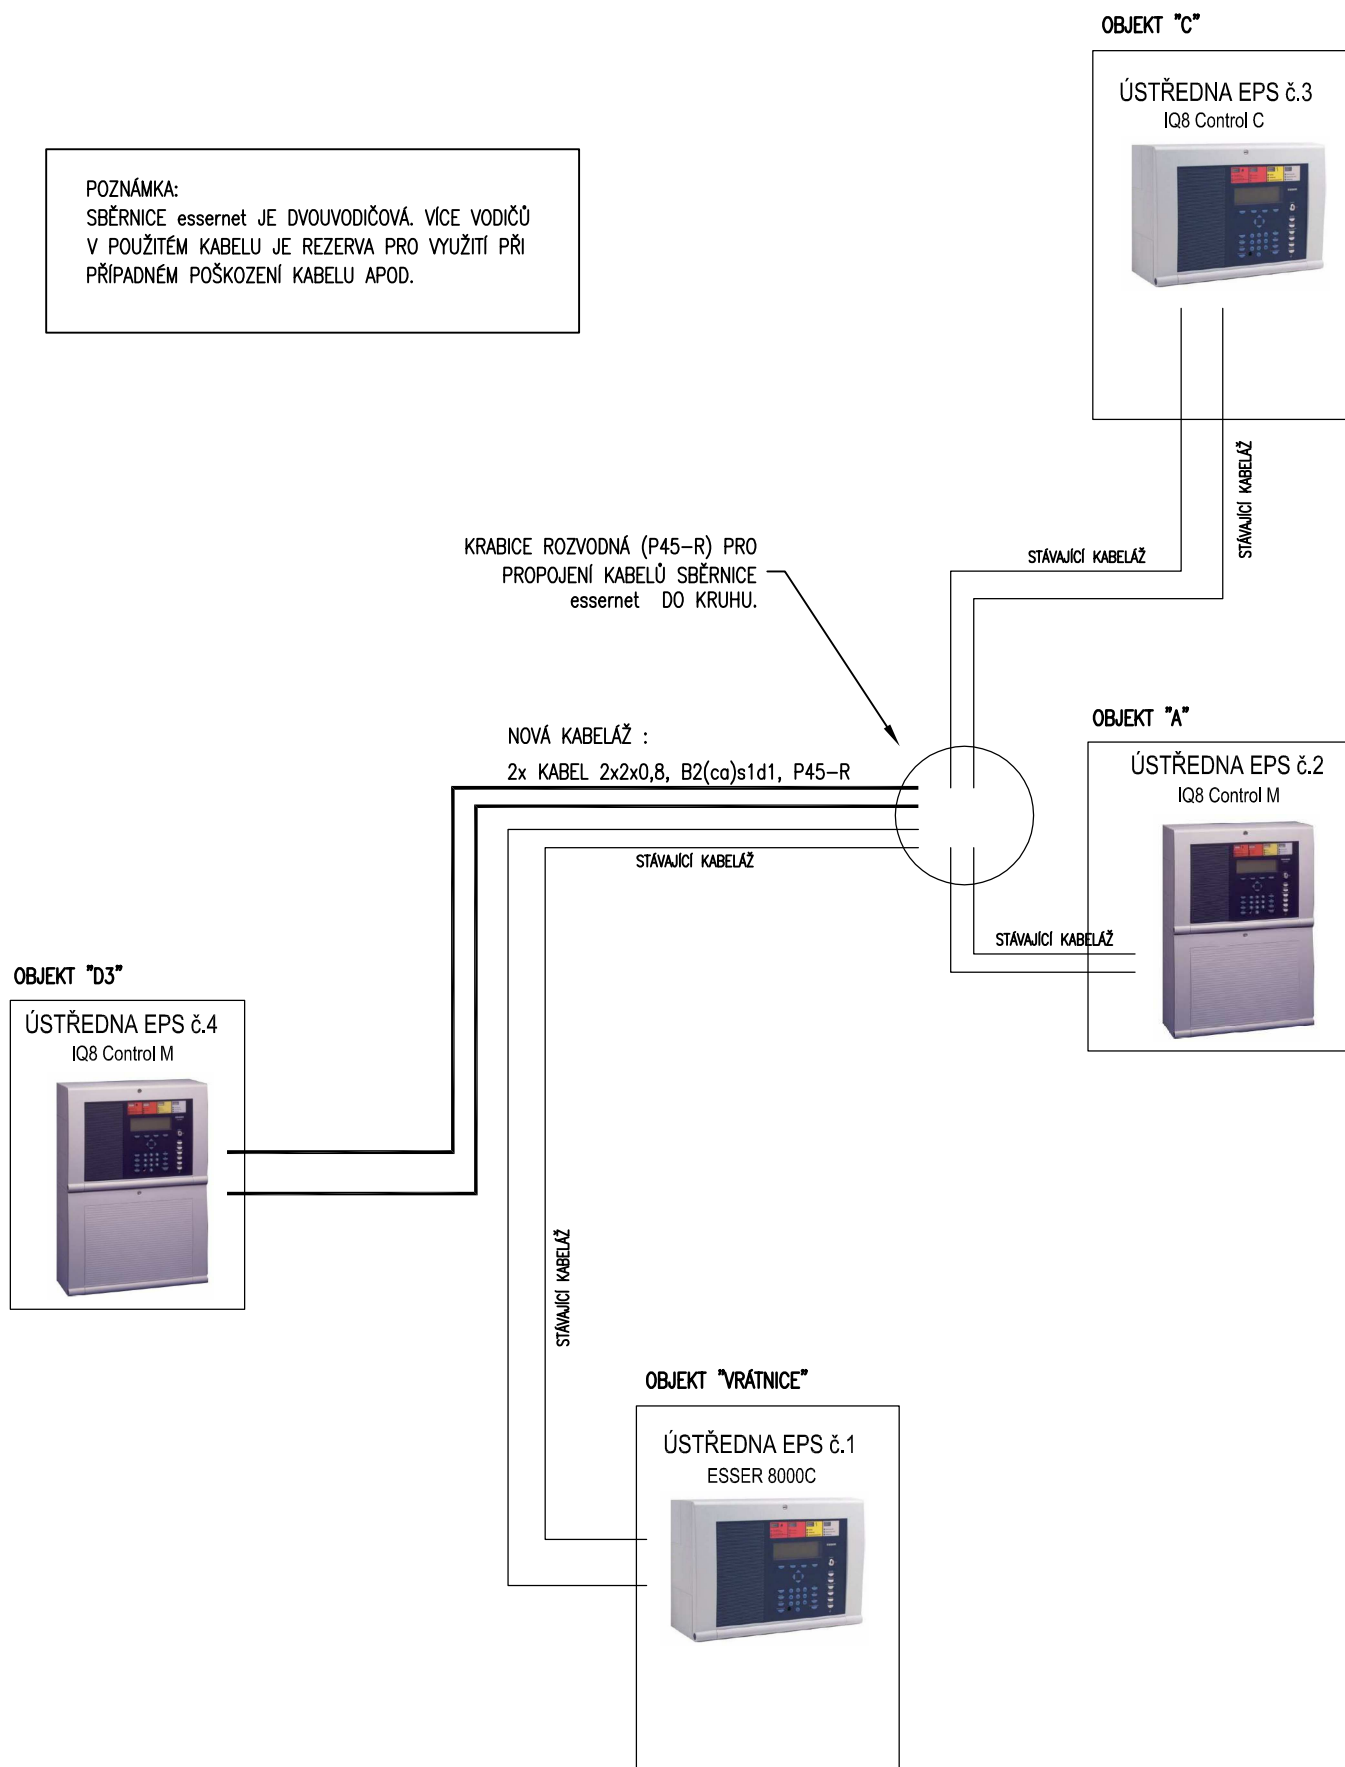 OBJEKT "C"
ÚSTŘEDNA EPS č.3
IQ8 Control C
POZNÁMKA:
SBĚRNICE essernet JE DVOUVODIČOVÁ. VÍCE VODIČŮ
V POUŽITÉM KABELU JE REZERVA PRO VYUŽITÍ PŘI
PŘÍPADNÉM POŠKOZENÍ KABELU APOD.
STÁVAJÍCÍ KABELÁŽ
KRABICE ROZVODNÁ (P45-R) PRO
PROPOJENÍ KABELŮ SBĚRNICE
essernet DO KRUHU.
STÁVAJÍCÍ KABELÁŽ
OBJEKT "A"
ÚSTŘEDNA EPS č.2
IQ8 Control M
NOVÁ KABELÁŽ :
2x KABEL 2x2x0,8, B2(ca)s1d1, P45-R
STÁVAJÍCÍ KABELÁŽ
STÁVAJÍCÍ KABELÁŽ
OBJEKT "D3"
ÚSTŘEDNA EPS č.4
IQ8 Control M
STÁVAJÍCÍ KABELÁŽ
OBJEKT "VRÁTNICE"
ÚSTŘEDNA EPS č.1
ESSER 8000C